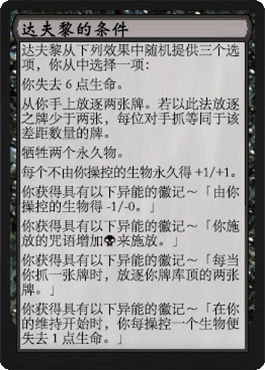 达夫黎的条件
达夫黎从下列效果中随机提供三个选
项，你从中选择一项：
你失去 6 点生命。
从你手上放逐两张牌。若以此法放逐
之牌少于两张，每位对手抓等同于该
差距数量的牌。
牺牲两个永久物。
每个不由你操控的生物永久得 +1/+1。
你获得具有以下异能的徽记～「由你
操控的生物得 -1/-0。」
你获得具有以下异能的徽记～「你施
放的咒语增加来施放。」
你获得具有以下异能的徽记～「每当
你抓一张牌时，放逐你牌库顶的两张
牌。」
你获得具有以下异能的徽记～「在你
的维持开始时，你每操控一个生物便
失去 1 点生命。」